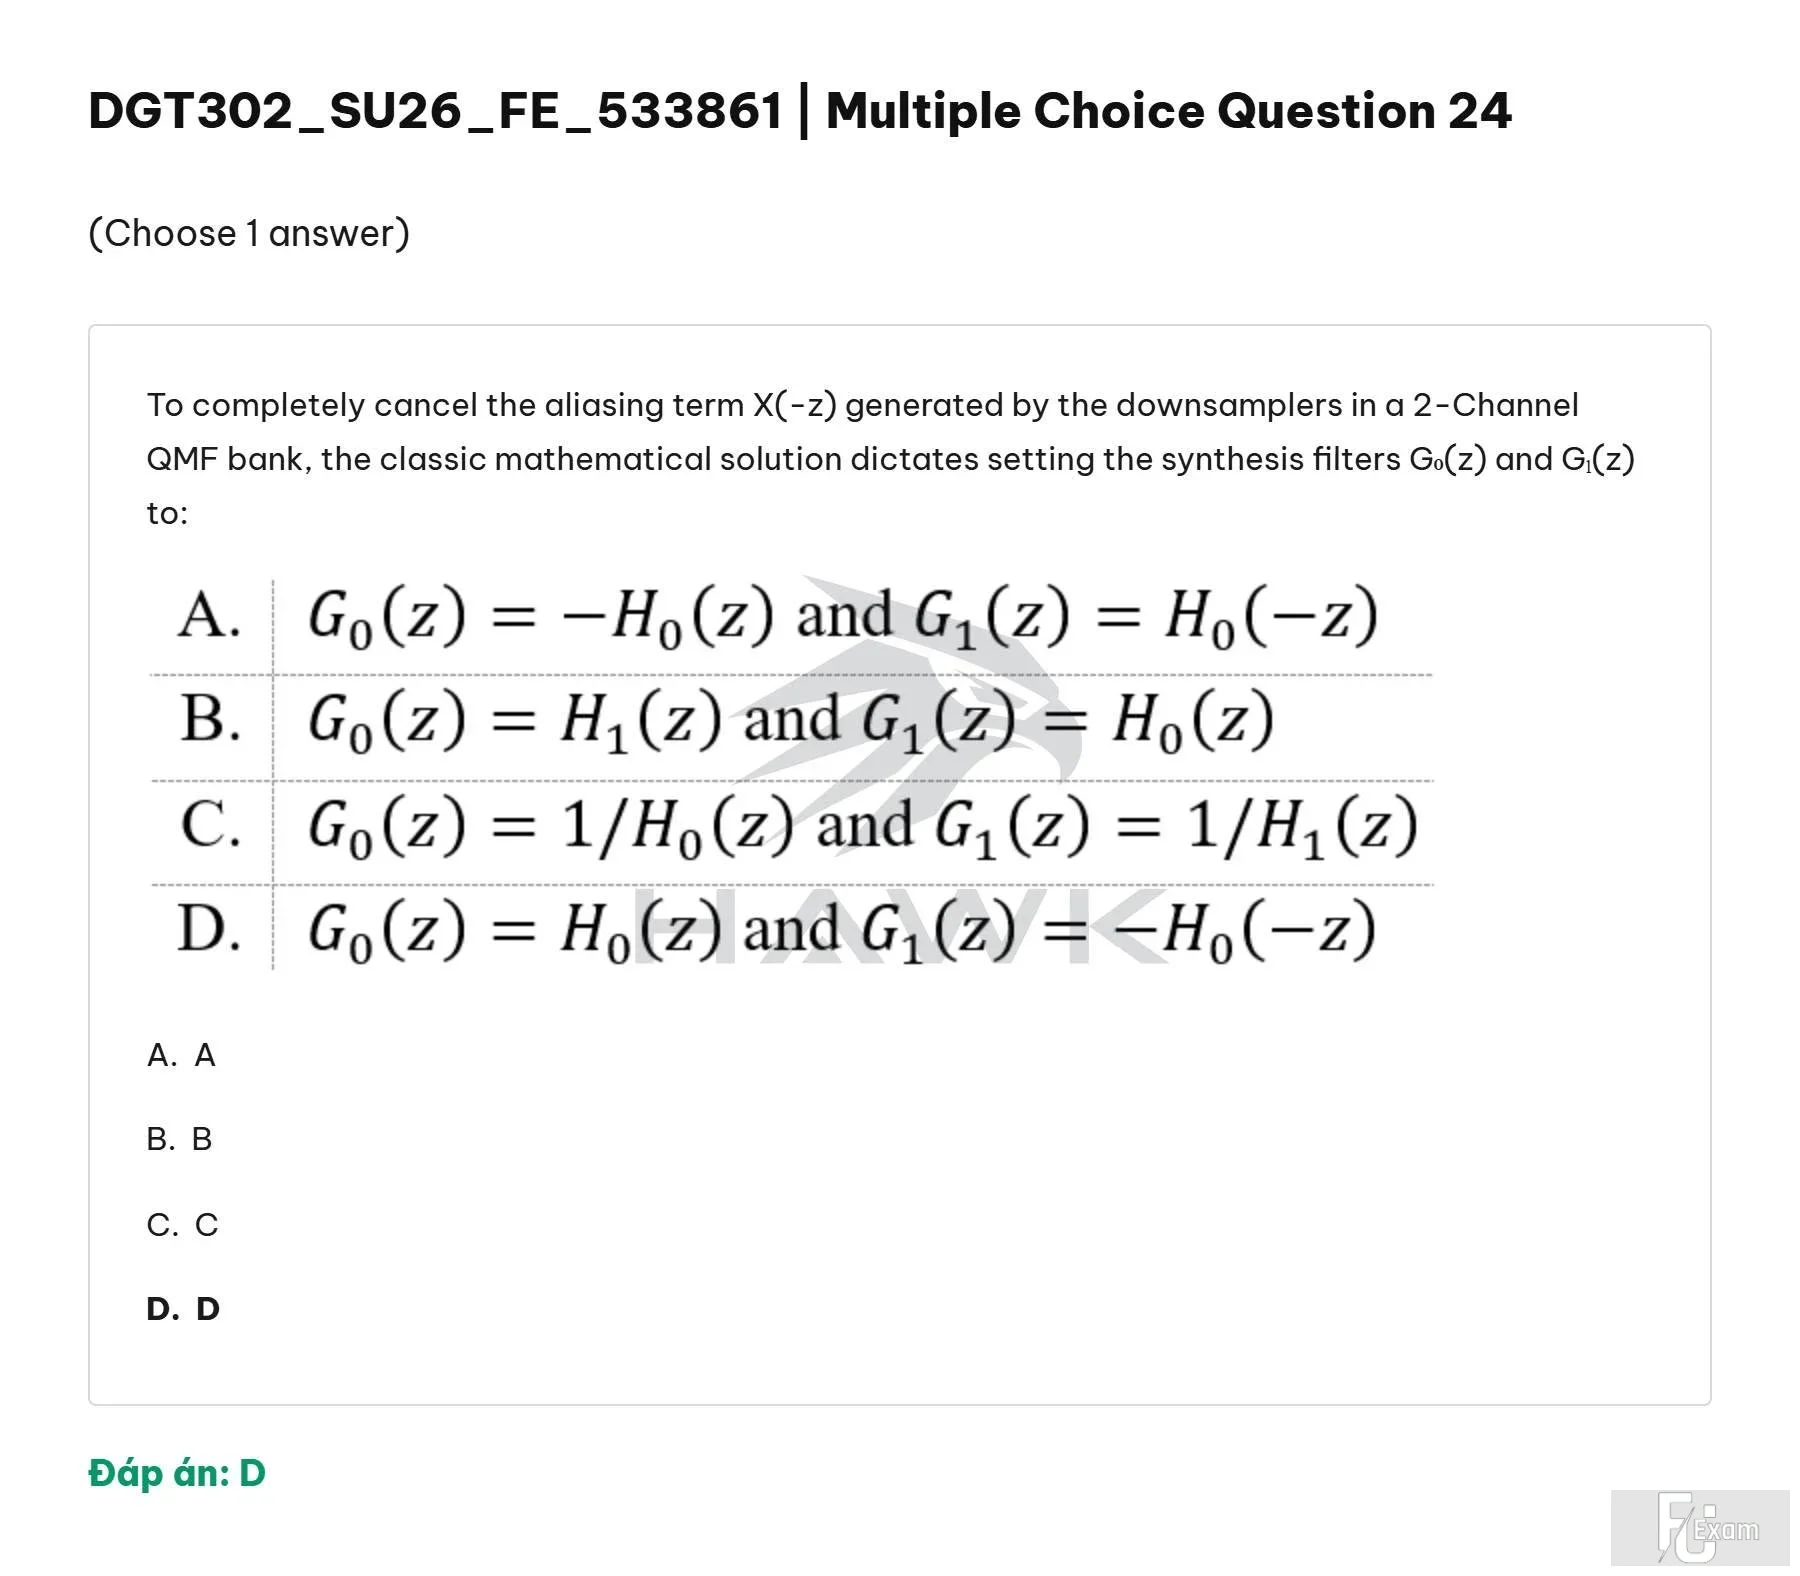 DGT302_SU26_FE_533861 | Multiple Choice Question 24
(Choose 1 answer)
To completely cancel the aliasing term X(-z) generated by the downsamplers in a 2-Channel
QMF bank, the classic mathematical solution dictates setting the synthesis filters G₀(z) and G₁(z)
to:
A. G₀(z) = −H₀(z) and G₁(z) = H₀(−z)
B. G₀(z) = H₁(z) and G₁(z) = H₀(z)
C. G₀(z) = 1/H₀(z) and G₁(z) = 1/H₁(z)
D. G₀(z) = H₀(z) and G₁(z) = −H₀(−z)
HAWK
A. A
B. B
C. C
D. D
Đáp án: D
FU Exam